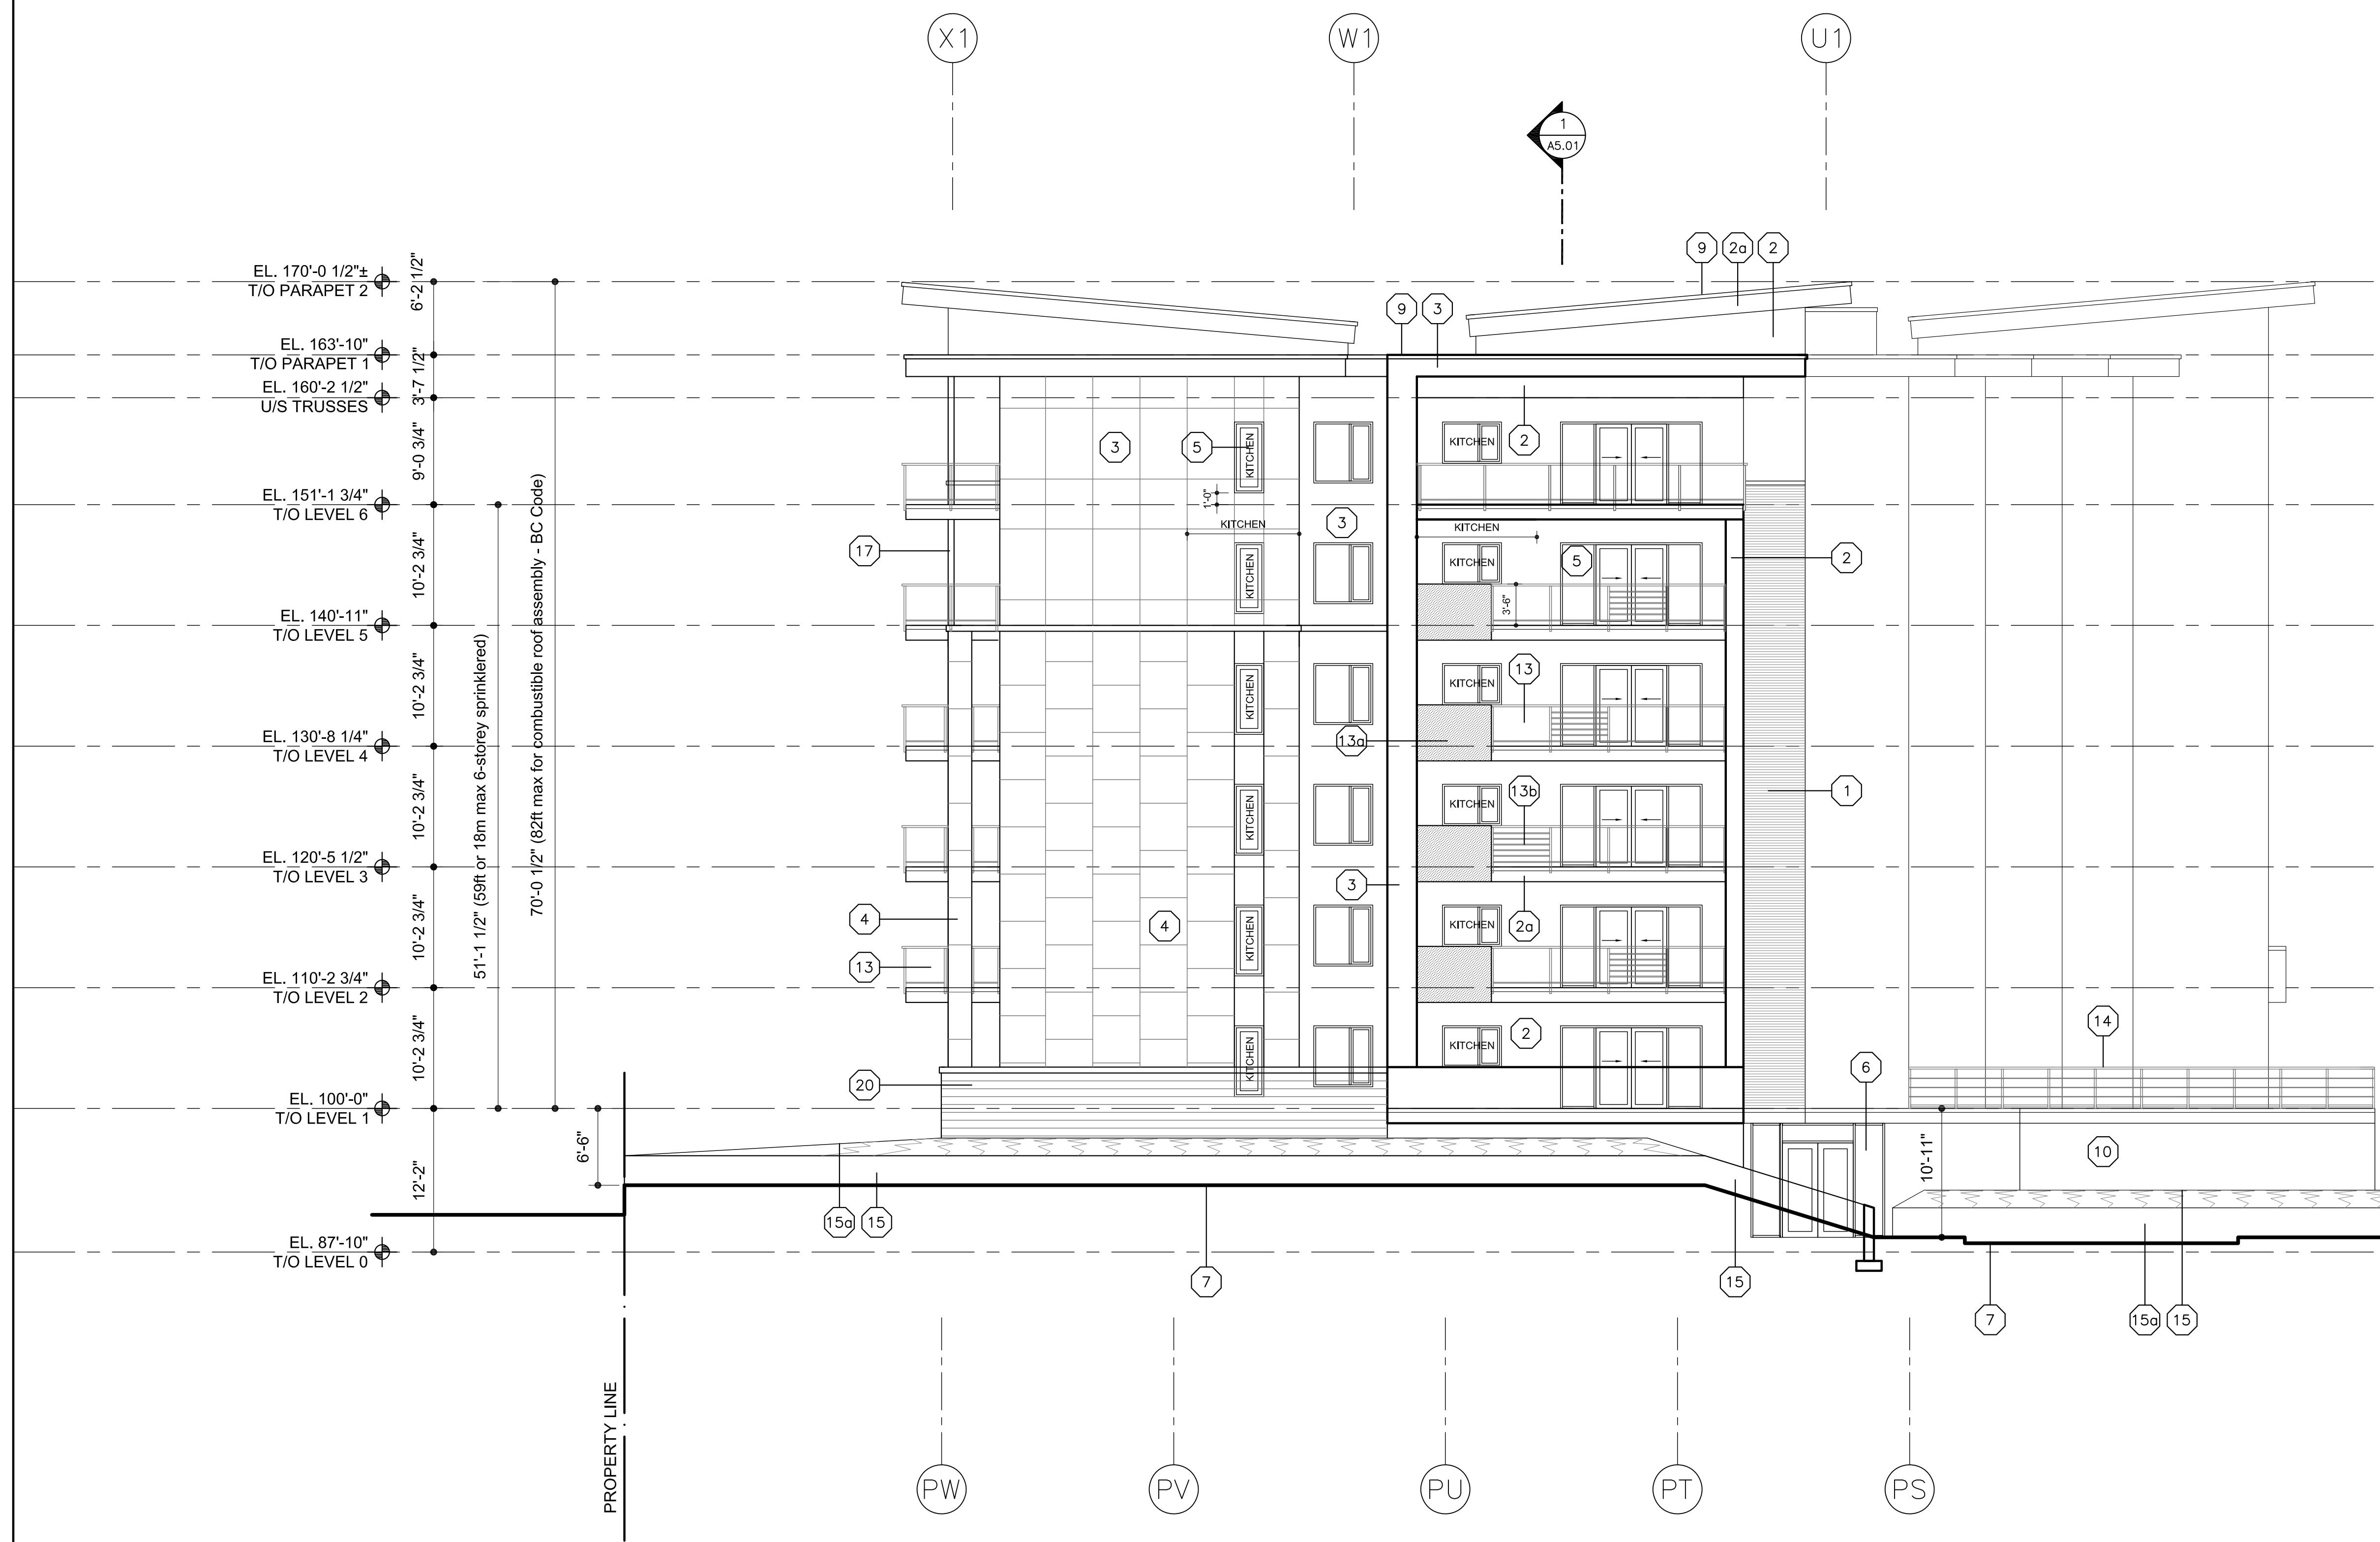 X1
W1
U1
1
A5.01
9
2a
2
EL. 170'-0 1/2"±
T/O PARAPET 2
6'-2 1/2"
9
3
EL. 163'-10"
T/O PARAPET 1
3'-7 1/2"
EL. 160'-2 1/2"
U/S TRUSSES
9'-0 3/4"
3
5
KITCHEN
KITCHEN
2
EL. 151'-1 3/4"
T/O LEVEL 6
1'-0"
KITCHEN
3
KITCHEN
10'-2 3/4"
17
KITCHEN
KITCHEN
5
2
3'-6"
EL. 140'-11"
T/O LEVEL 5
10'-2 3/4"
51'-1 1/2" (59ft or 18m max 6-storey sprinklered)
70'-0 1/2" (82ft max for combustible roof assembly - BC Code)
KITCHEN
KITCHEN
13
13a
EL. 130'-8 1/4"
T/O LEVEL 4
10'-2 3/4"
KITCHEN
KITCHEN
13b
1
EL. 120'-5 1/2"
T/O LEVEL 3
10'-2 3/4"
3
4
4
KITCHEN
KITCHEN
2a
13
EL. 110'-2 3/4"
T/O LEVEL 2
10'-2 3/4"
14
KITCHEN
KITCHEN
2
20
6
EL. 100'-0"
T/O LEVEL 1
6'-6"
12'-2"
10'-11"
10
15a
15
15
EL. 87'-10"
T/O LEVEL 0
7
7
15a
15
PROPERTY LINE
PW
PV
PU
PT
PS